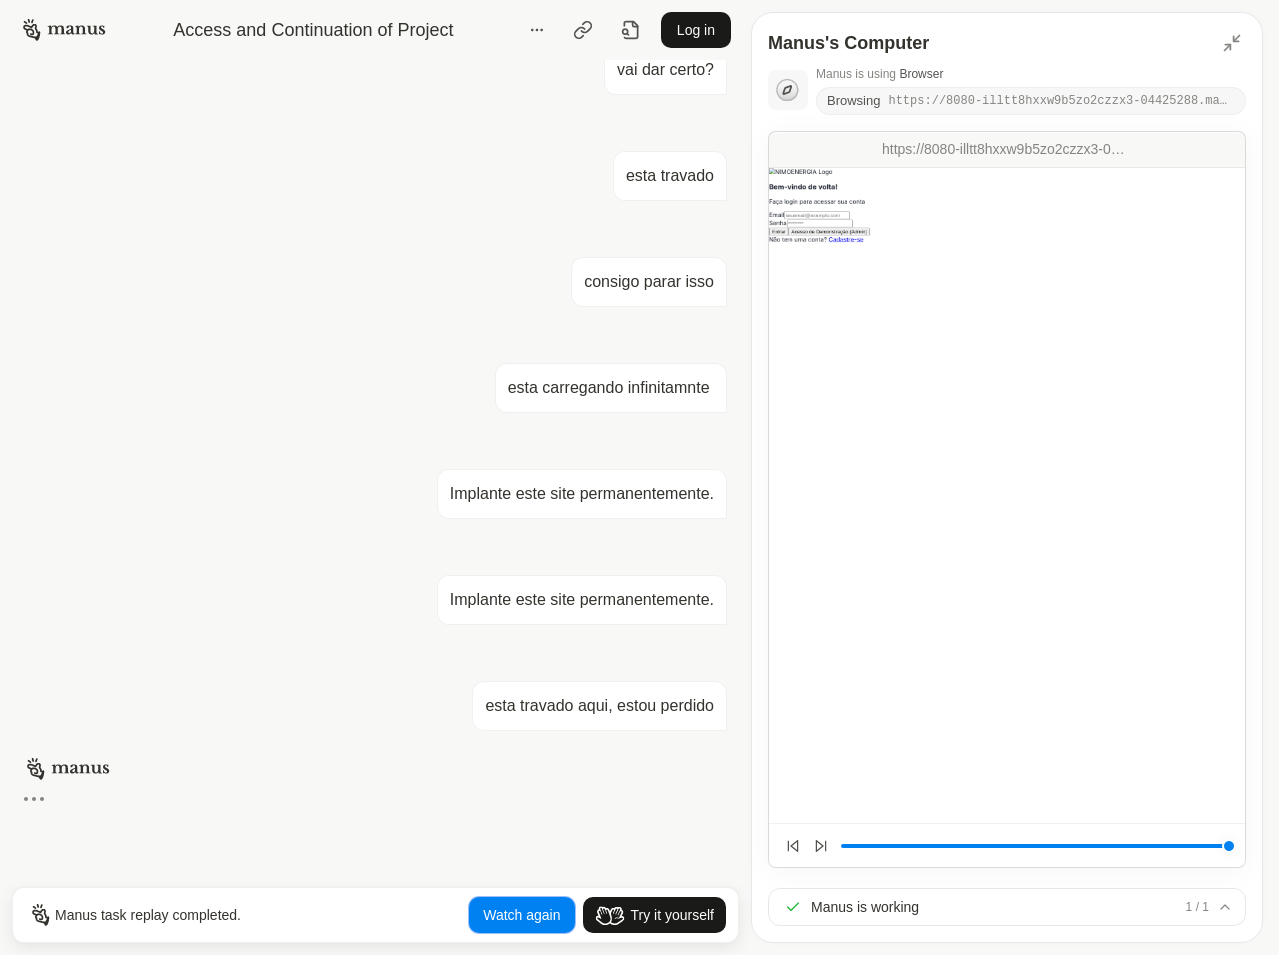 manus
Access and Continuation of Project
Log in
vai dar certo?
esta travado
consigo parar isso
esta carregando infinitamnte
Implante este site permanentemente.
Implante este site permanentemente.
esta travado aqui, estou perdido
manus
Manus task replay completed.
Watch again
Try it yourself
Manus's Computer
Manus is using Browser
Browsing https://8080-illtt8hxxw9b5zo2czzx3-04425288.ma…
https://8080-illtt8hxxw9b5zo2czzx3-0…
NIMOENERGIA Logo
Bem-vindo de volta!
Faça login para acessar sua conta
Email seuemail@exemplo.com
Senha ••••••••
Entrar Acesso de Demonstração (Admin)
Não tem uma conta? Cadastre-se
Manus is working
1 / 1